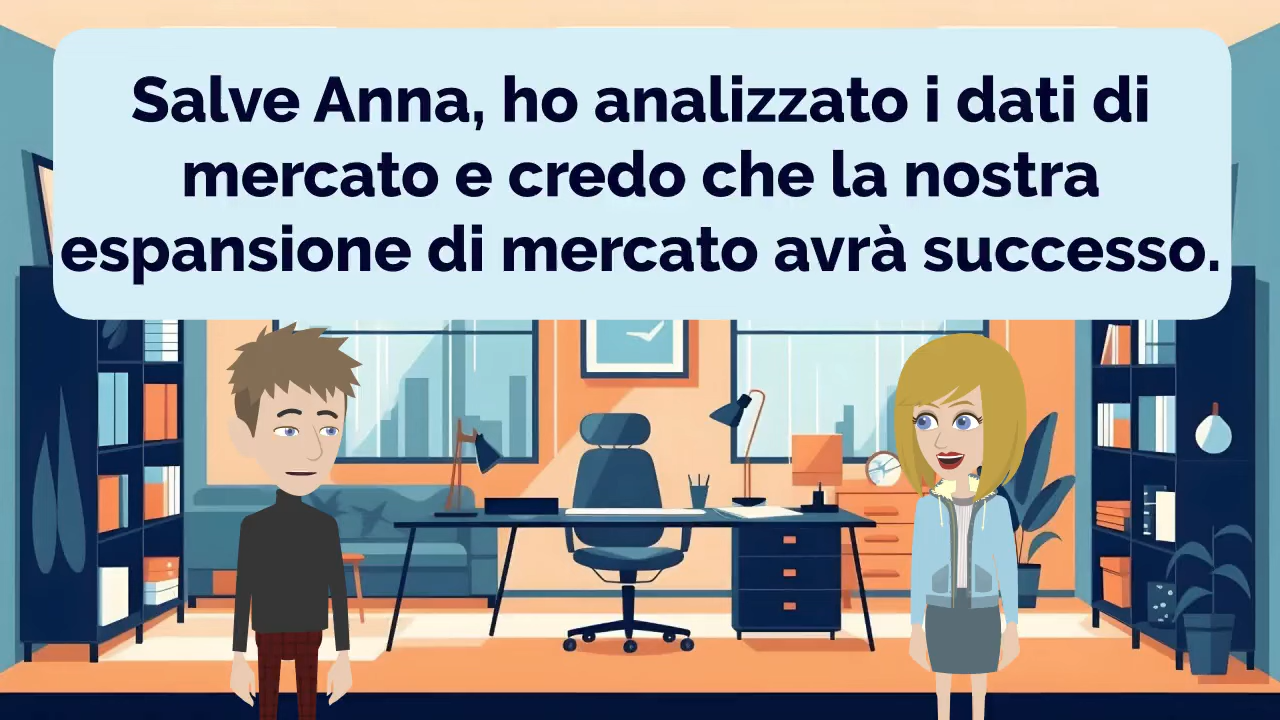 Salve Anna, ho analizzato i dati di
mercato e credo che la nostra
espansione di mercato avrà successo.